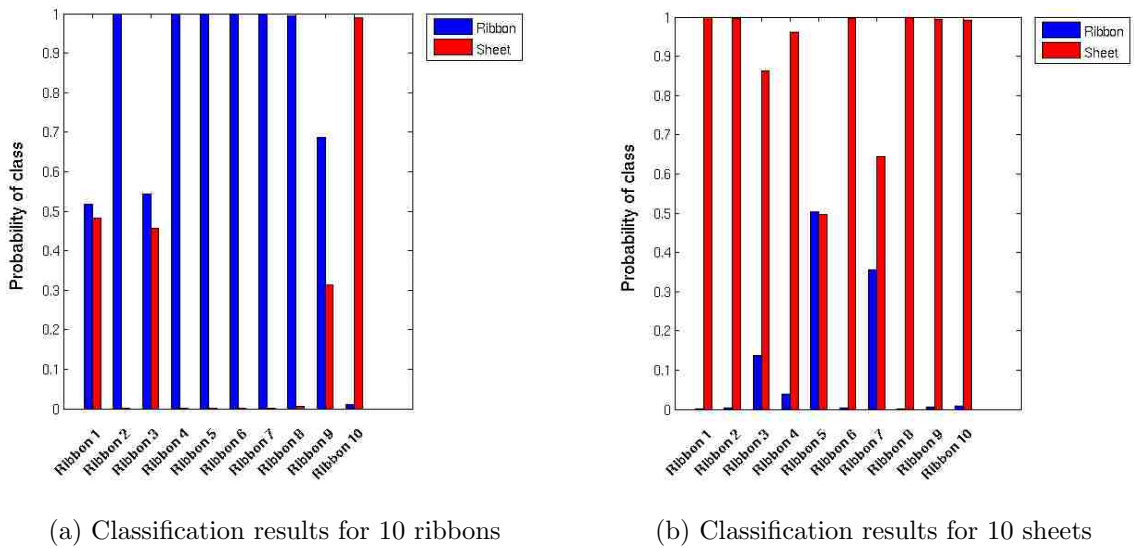 1
0.9
0.8
0.7
0.6
0.5
0.4
0.3
0.2
0.1
0
Probability of class
Ribbon
Sheet
Ribbon 1
Ribbon 2
Ribbon 3
Ribbon 4
Ribbon 5
Ribbon 6
Ribbon 7
Ribbon 8
Ribbon 9
Ribbon 10
(a) Classification results for 10 ribbons
1
0.9
0.8
0.7
0.6
0.5
0.4
0.3
0.2
0.1
0
Probability of class
Ribbon
Sheet
Ribbon 1
Ribbon 2
Ribbon 3
Ribbon 4
Ribbon 5
Ribbon 6
Ribbon 7
Ribbon 8
Ribbon 9
Ribbon 10
(b) Classification results for 10 sheets